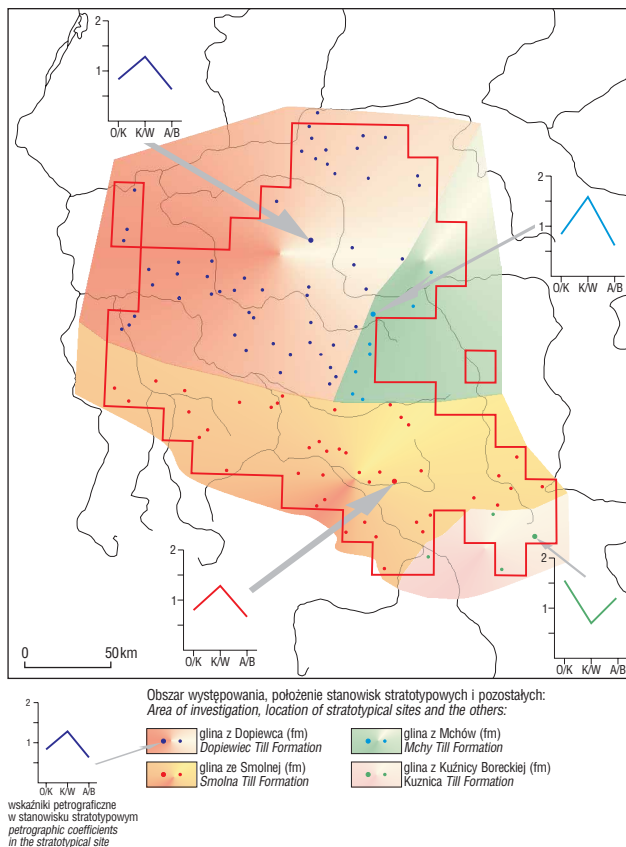 2
1
O/K K/W A/B
2
1
O/K K/W A/B
2
1
O/K K/W A/B
2
1
O/K K/W A/B
0 50 km
2
1
O/K K/W A/B
wskaźniki petrograficzne
w stanowisku stratotypowym
petrographic coefficients
in the stratotypical site
Obszar występowania, położenie stanowisk stratotypowych i pozostałych:
Area of investigation, location of stratotypical sites and the others:
glina z Dopiewca (fm)
Dopiewiec Till Formation
glina ze Smolnej (fm)
Smolna Till Formation
glina z Mchów (fm)
Mchy Till Formation
glina z Kuźnicy Boreckiej (fm)
Kuznica Till Formation